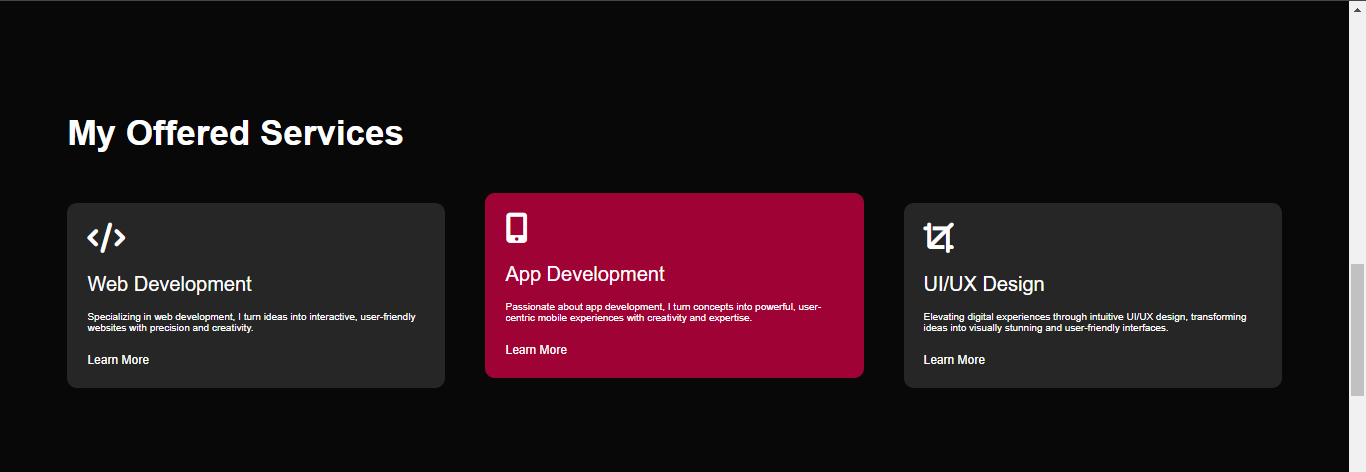 My Offered Services
Web Development
Specializing in web development, I turn ideas into interactive, user-friendly
websites with precision and creativity.
Learn More
App Development
Passionate about app development, I turn concepts into powerful, user-
centric mobile experiences with creativity and expertise.
Learn More
UI/UX Design
Elevating digital experiences through intuitive UI/UX design, transforming
ideas into visually stunning and user-friendly interfaces.
Learn More